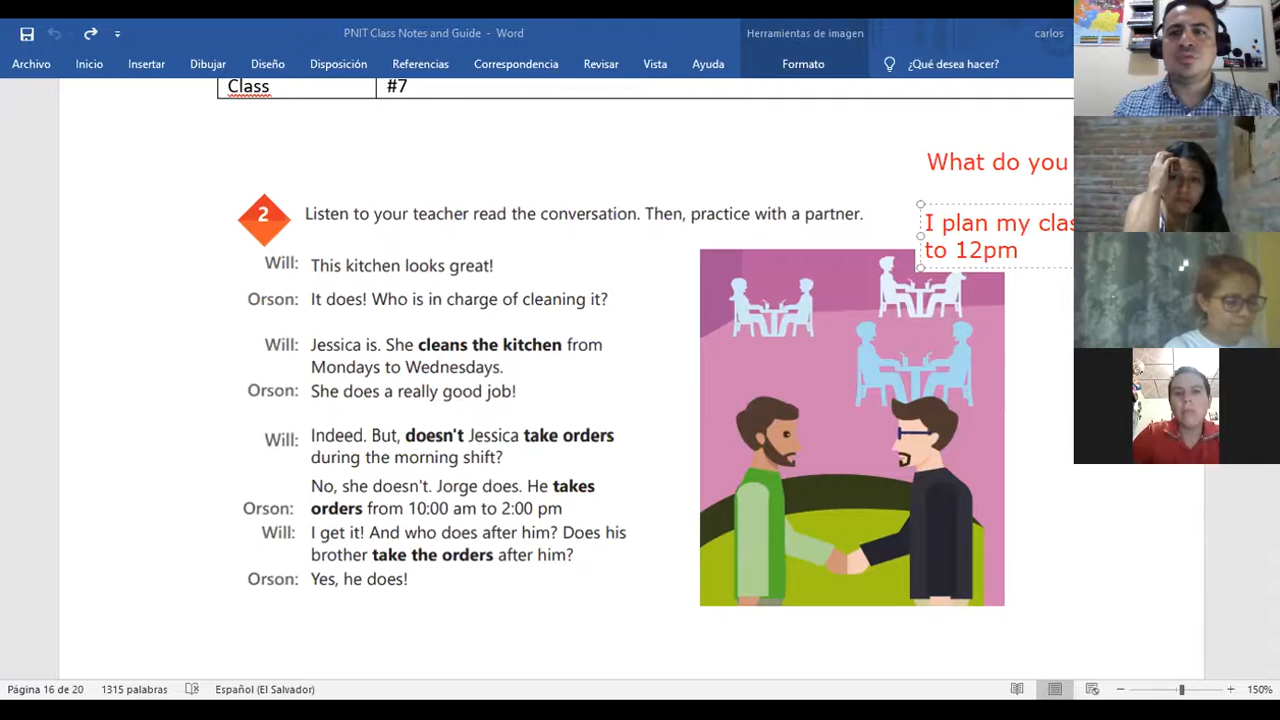 PNIT Class Notes and Guide - Word
Herramientas de imagen
carlos
Archivo
Inicio
Insertar
Dibujar
Diseño
Disposición
Referencias
Correspondencia
Revisar
Vista
Ayuda
Formato
¿Qué desea hacer?
Class #7
What do you
I plan my clas
to 12pm
2 Listen to your teacher read the conversation. Then, practice with a partner.
Will: This kitchen looks great!
Orson: It does! Who is in charge of cleaning it?
Will: Jessica is. She cleans the kitchen from
Mondays to Wednesdays.
Orson: She does a really good job!
Will: Indeed. But, doesn't Jessica take orders
during the morning shift?
No, she doesn't. Jorge does. He takes
Orson: orders from 10:00 am to 2:00 pm
Will: I get it! And who does after him? Does his
brother take the orders after him?
Orson: Yes, he does!
Página 16 de 20
1315 palabras
Español (El Salvador)
150%